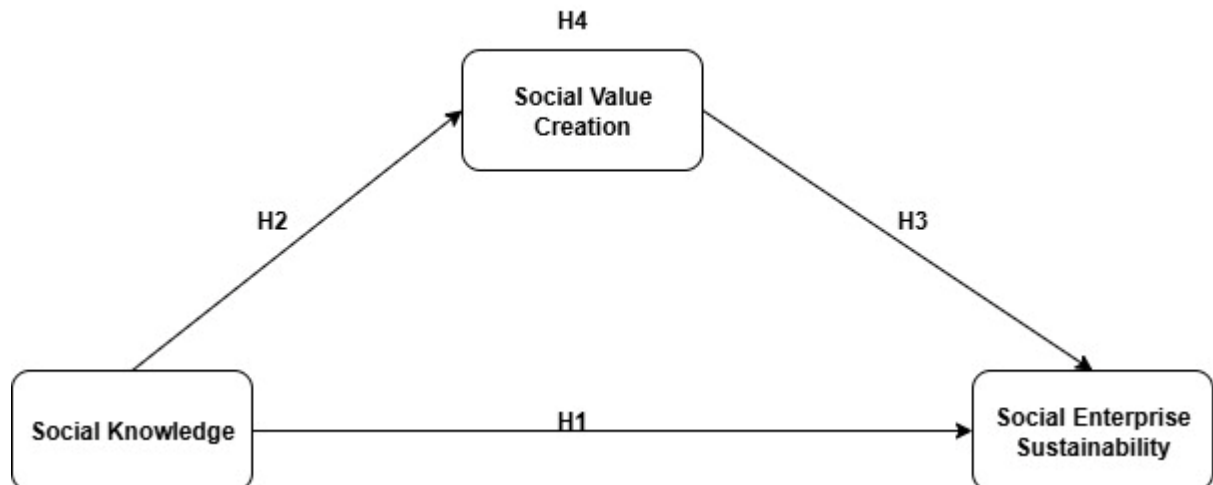 H4
Social Value
Creation
H2
H3
Social Knowledge
H1
Social Enterprise
Sustainability